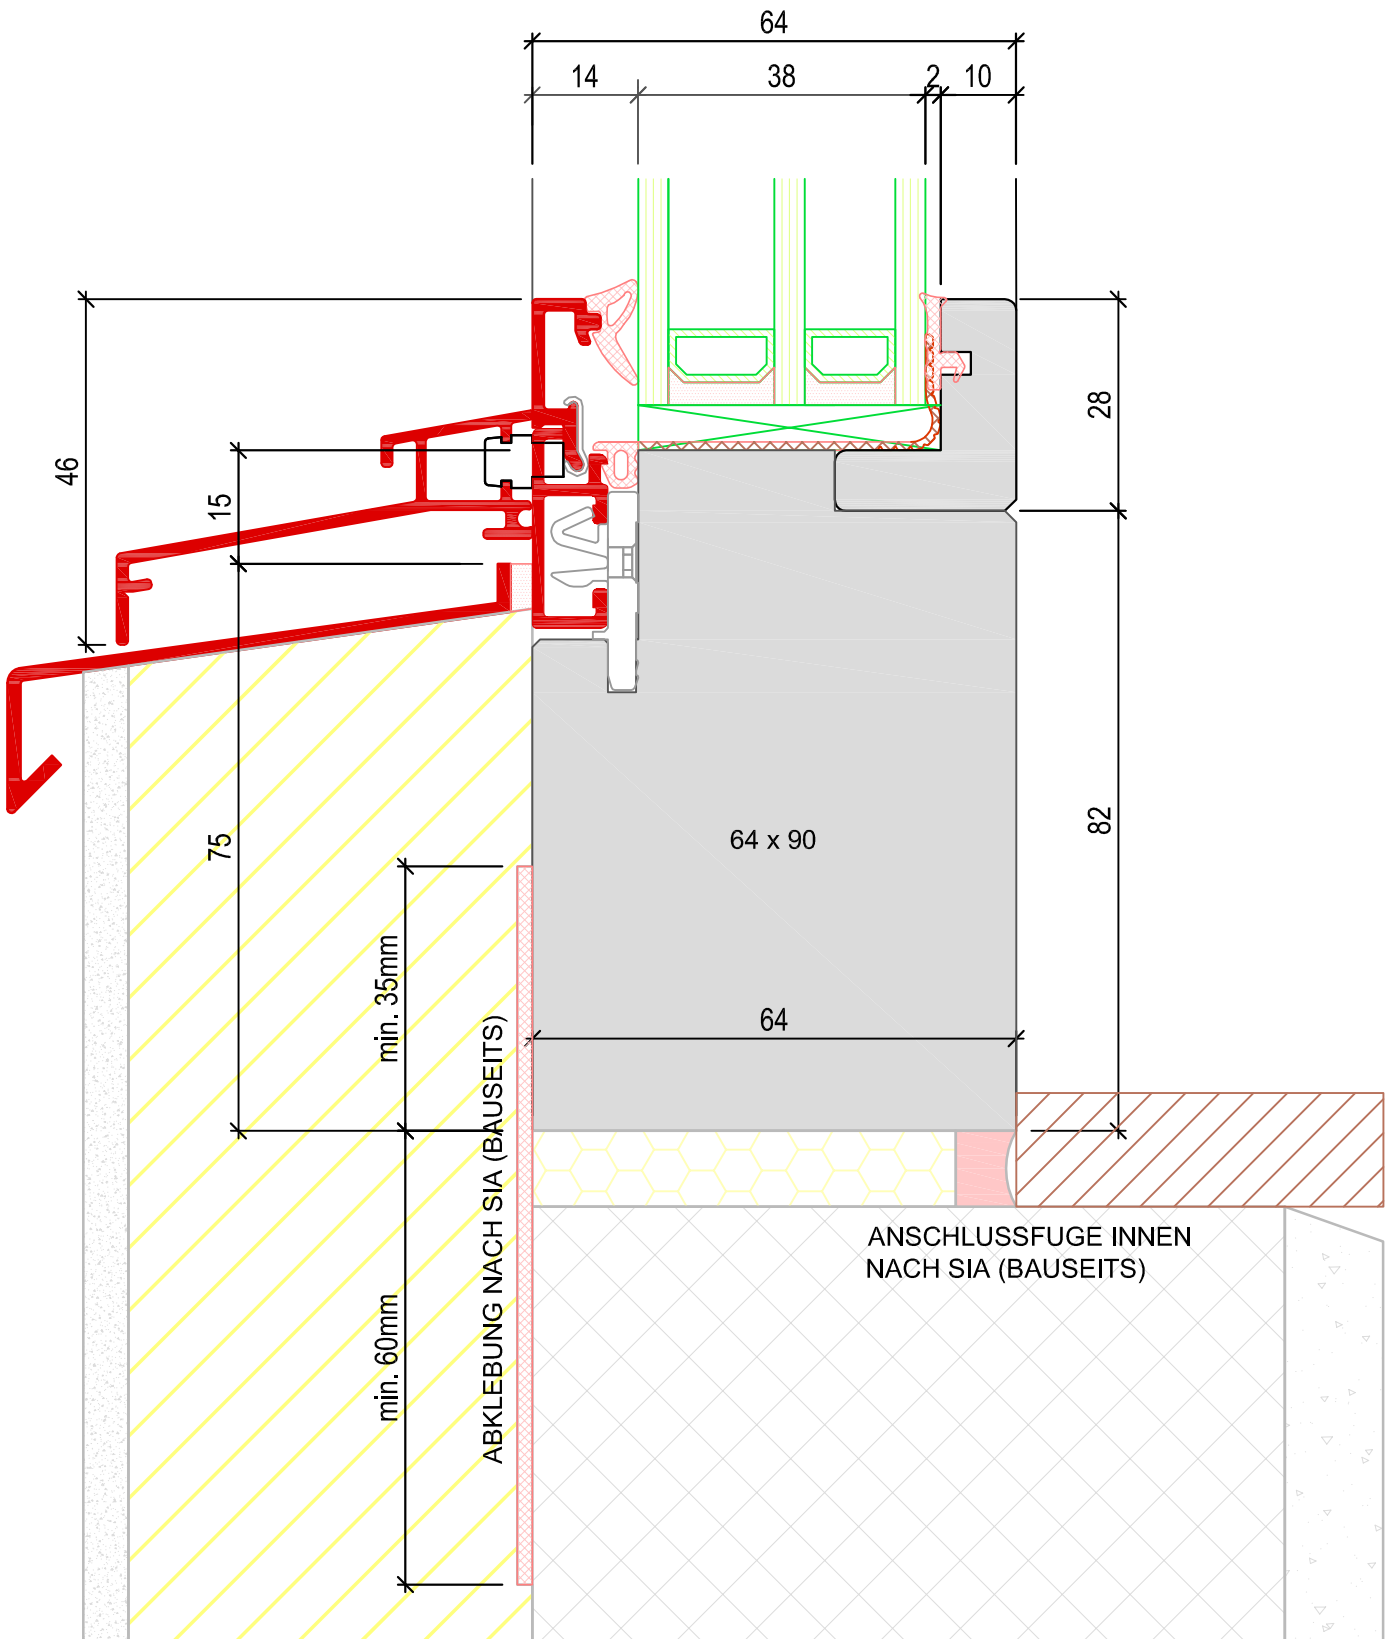 64
14
38
2
10
46
15
28
75
82
64 x 90
min. 35mm
64
ABKLEBUNG NACH SIA (BAUSEITS)
ANSCHLUSSFUGE INNEN
NACH SIA (BAUSEITS)
min. 60mm